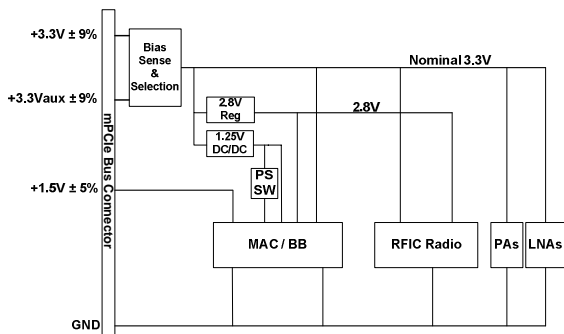 +3.3V ± 9%
+3.3Vaux ± 9%
+1.5V ± 5%
GND
mPCIe Bus Connector
Bias
Sense
&
Selection
Nominal 3.3V
2.8V
Reg
2.8V
1.25V
DC/DC
PS
SW
MAC / BB
RFIC Radio
PAs
LNAs